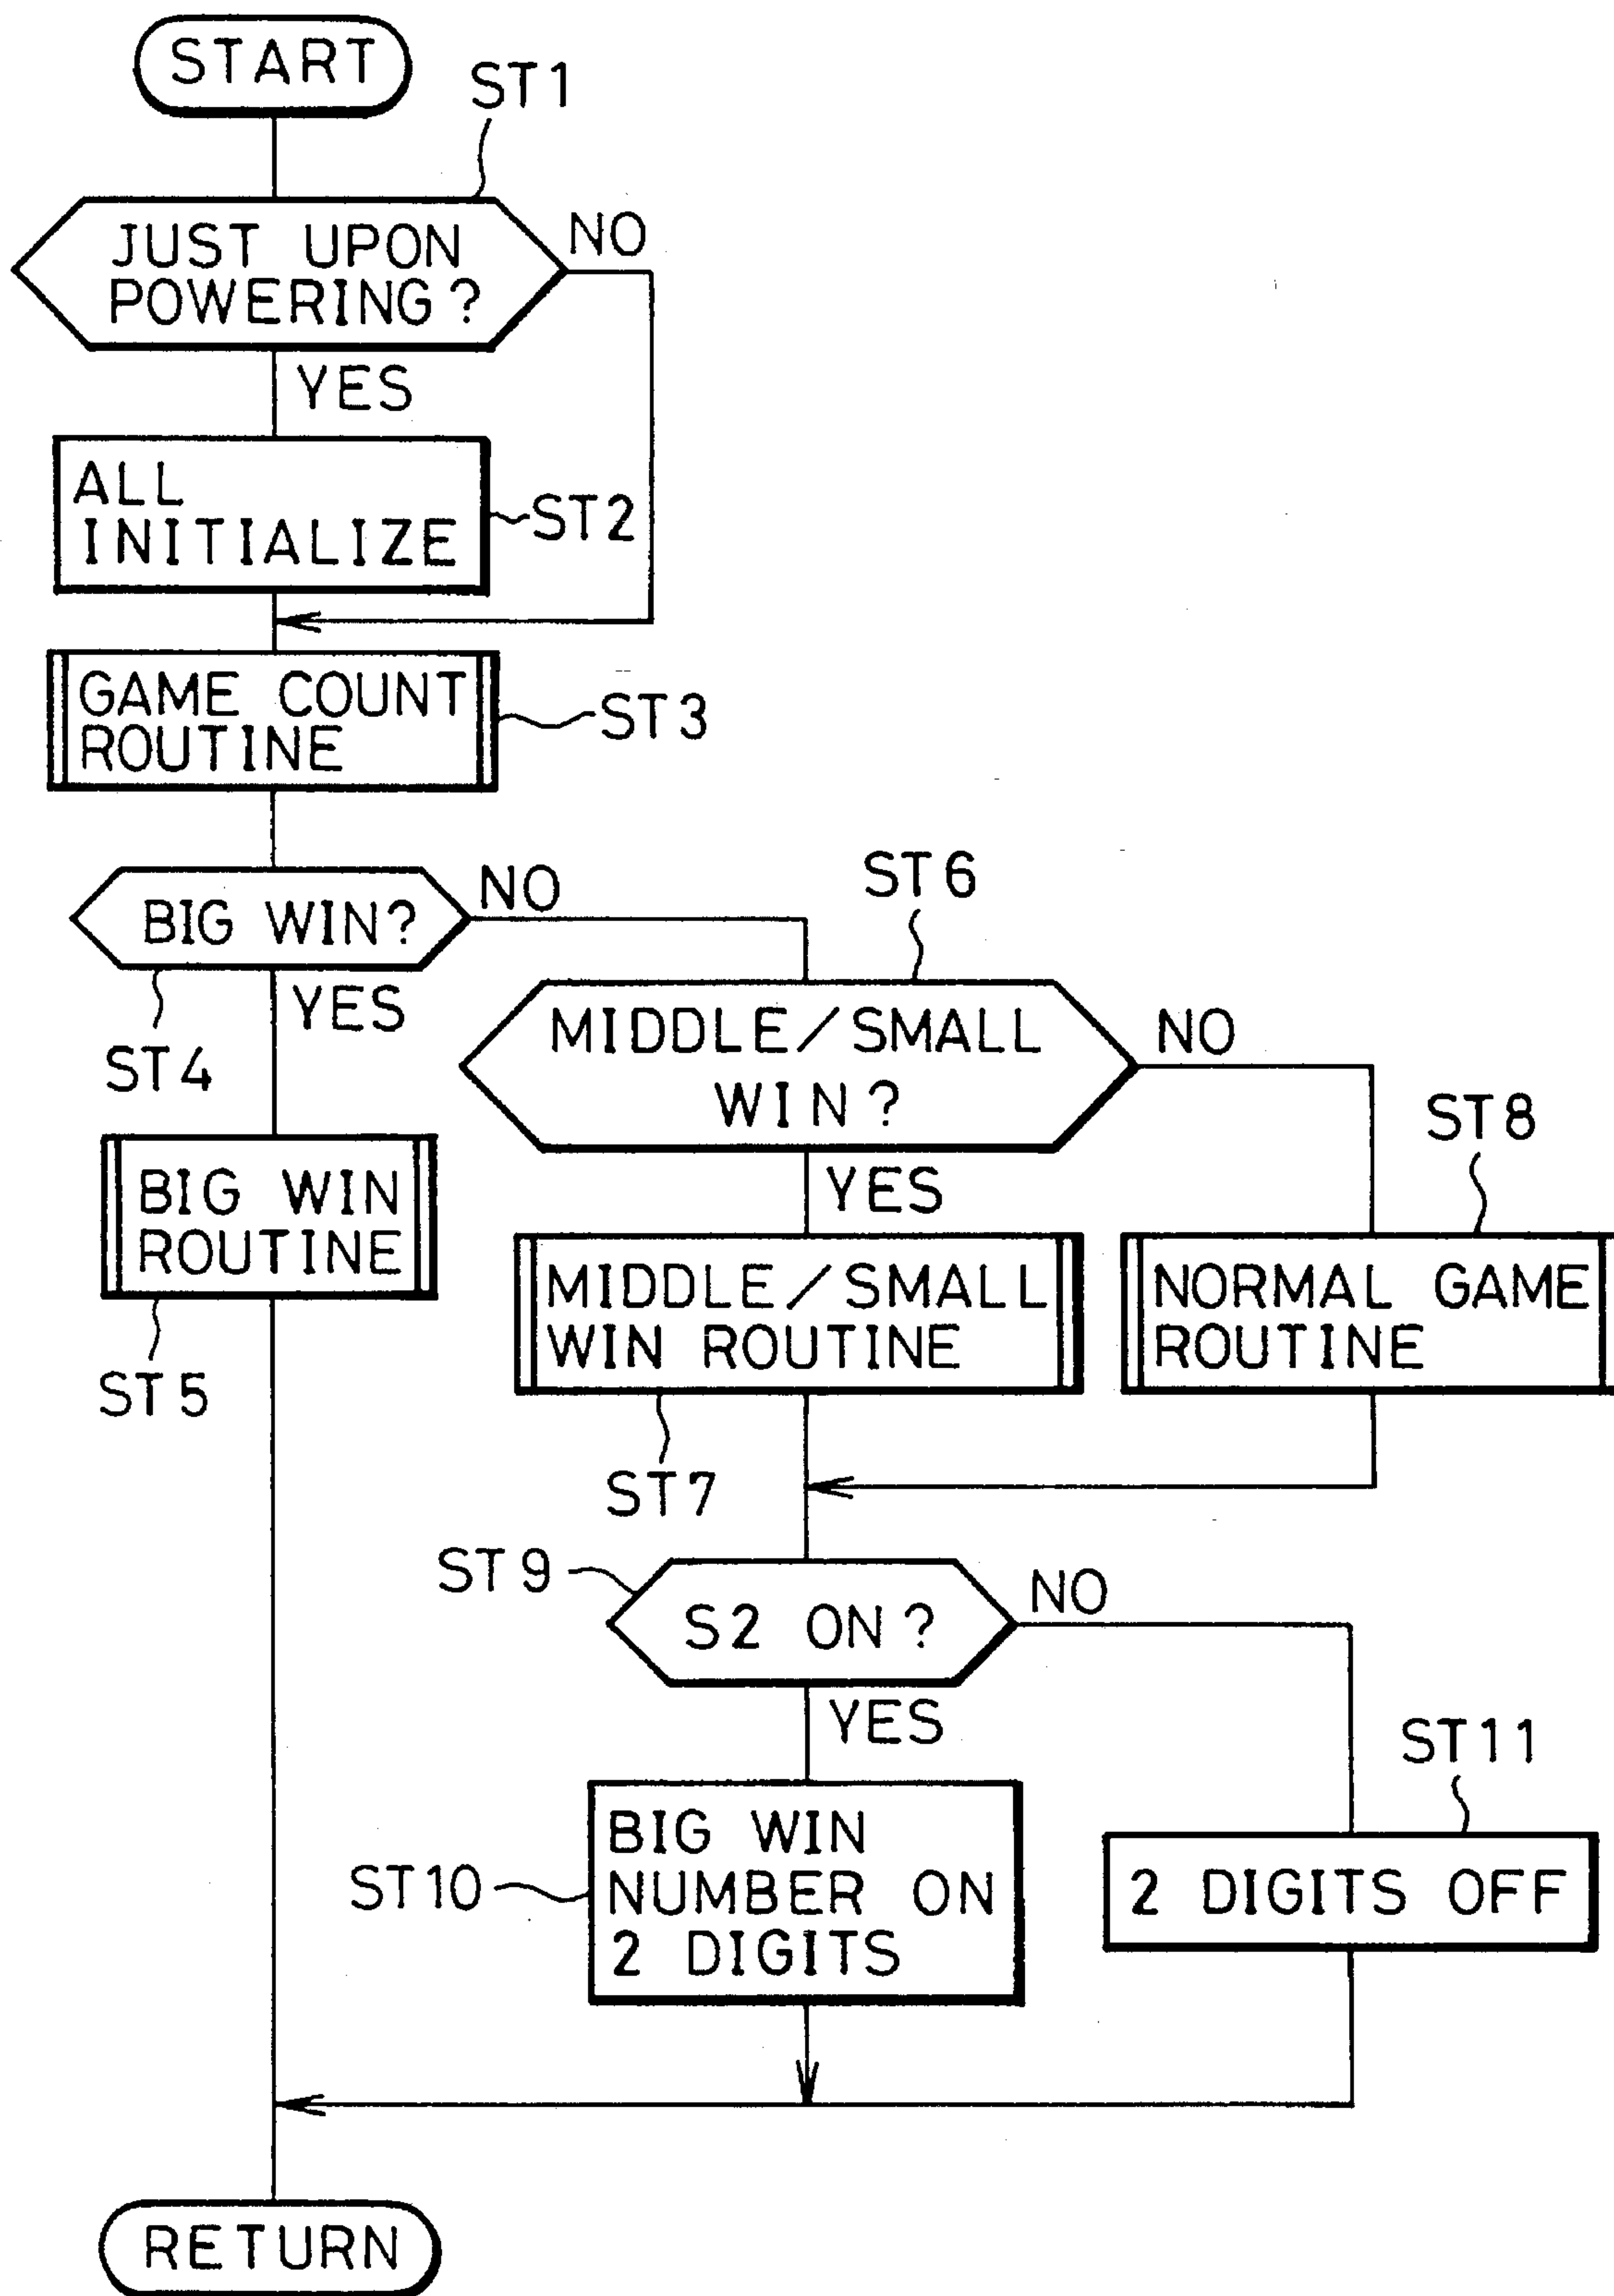 START
ST1
JUST UPON
POWERING?
NO
YES
ALL
INITIALIZE
ST2
GAME COUNT
ROUTINE
ST3
BIG WIN?
NO
YES
ST4
BIG WIN
ROUTINE
ST5
ST6
MIDDLE/SMALL
WIN?
NO
YES
ST8
MIDDLE/SMALL
WIN ROUTINE
ST7
NORMAL GAME
ROUTINE
ST9
S2 ON?
NO
YES
ST10
BIG WIN
NUMBER ON
2 DIGITS
ST11
2 DIGITS OFF
RETURN